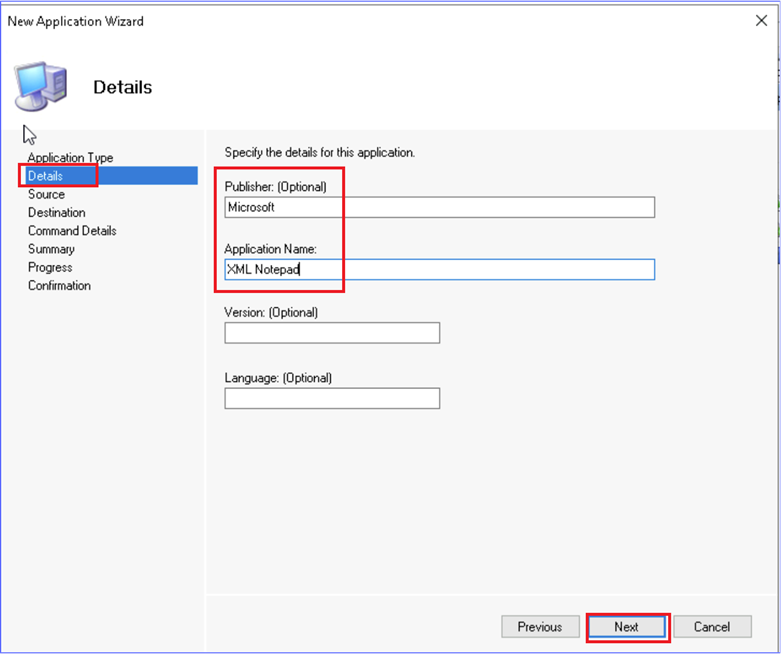 New Application Wizard
Details
Application Type
Details
Source
Destination
Command Details
Summary
Progress
Confirmation
Specify the details for this application.
Publisher: (Optional)
Microsoft
Application Name:
XML Notepad
Version: (Optional)
Language: (Optional)
Previous
Next
Cancel